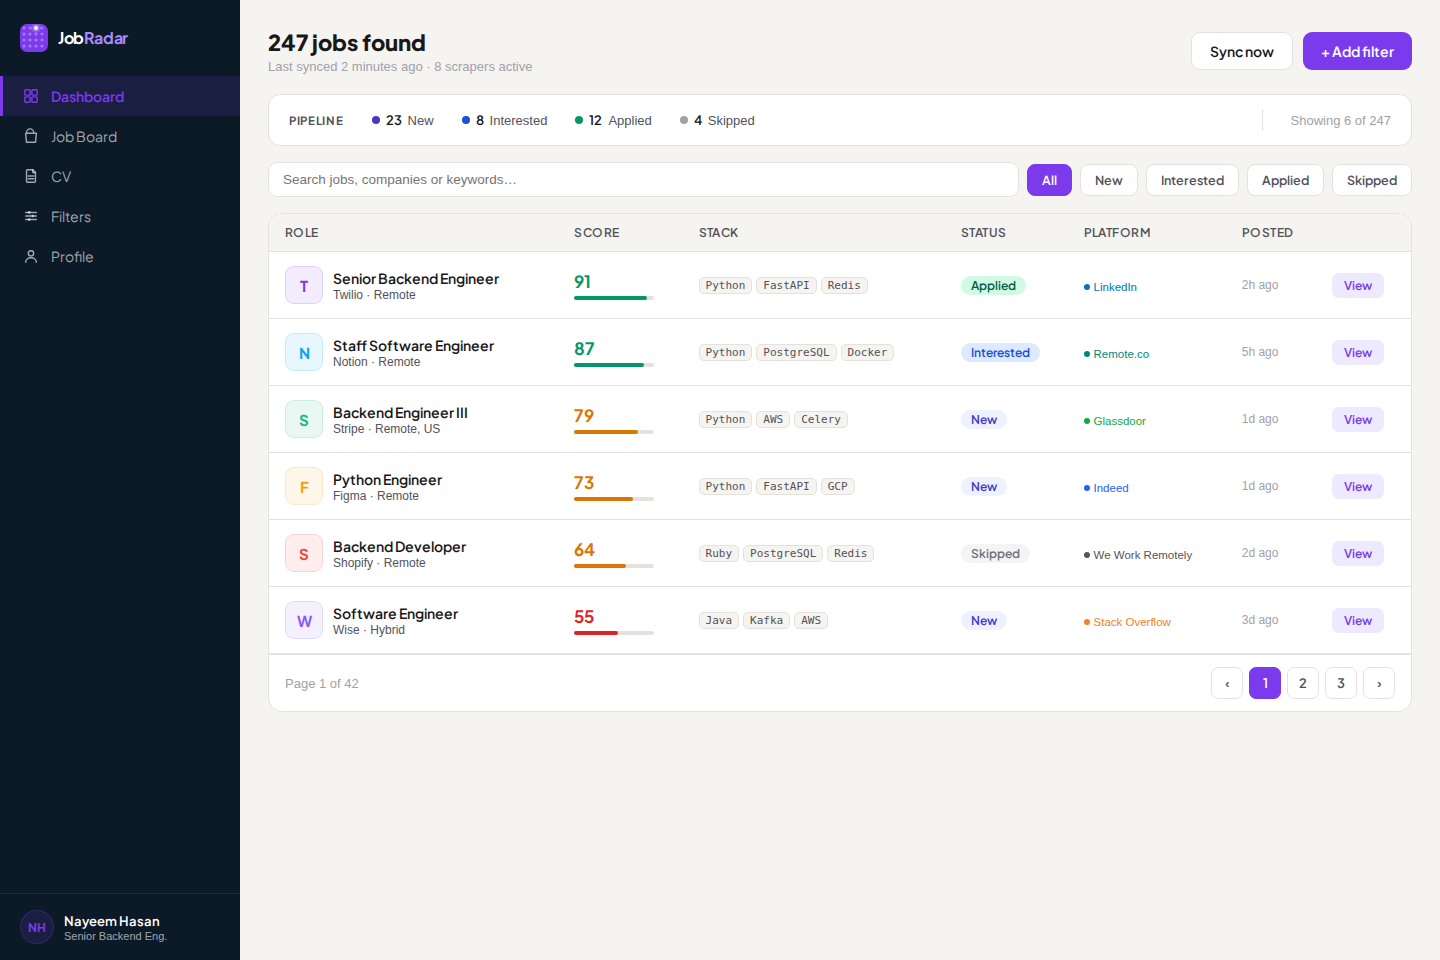 JobRadar
Dashboard
Job Board
CV
Filters
Profile
NH
Nayeem Hasan
Senior Backend Eng.
247 jobs found
Last synced 2 minutes ago · 8 scrapers active
Sync now
+ Add filter
PIPELINE 23 New 8 Interested 12 Applied 4 Skipped Showing 6 of 247
Search jobs, companies or keywords… All New Interested Applied Skipped
ROLE SCORE STACK STATUS PLATFORM POSTED
T Senior Backend Engineer 91 Python FastAPI Redis Applied LinkedIn 2h ago View
Twilio · Remote
N Staff Software Engineer 87 Python PostgreSQL Docker Interested Remote.co 5h ago View
Notion · Remote
S Backend Engineer III 79 Python AWS Celery New Glassdoor 1d ago View
Stripe · Remote, US
F Python Engineer 73 Python FastAPI GCP New Indeed 1d ago View
Figma · Remote
S Backend Developer 64 Ruby PostgreSQL Redis Skipped We Work Remotely 2d ago View
Shopify · Remote
W Software Engineer 55 Java Kafka AWS New Stack Overflow 3d ago View
Wise · Hybrid
Page 1 of 42 ‹ 1 2 3 ›